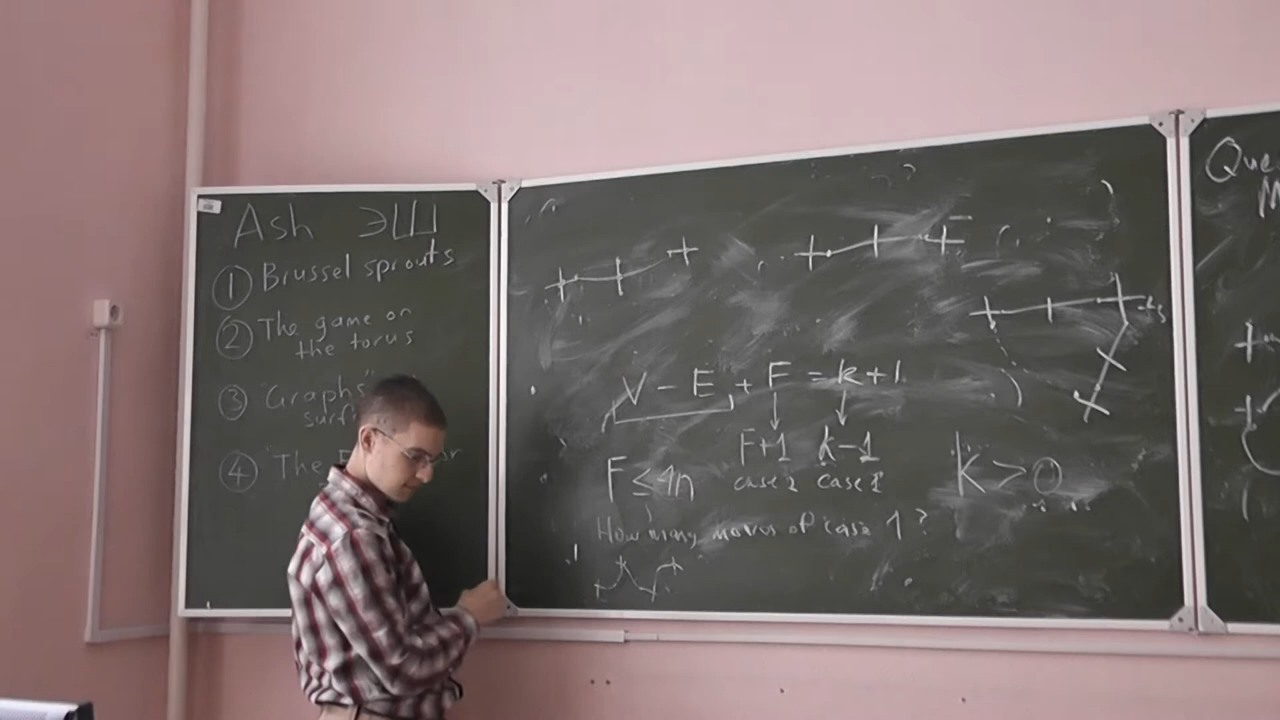 Ash ЭШ
① Brussel sprouts
② The game on
the torus
③ "Graphs"
④ "The
V - E + F = k+1
F+1 k-1
case 2 case 1
F ≤ 4n
k > 0
How many moves of case 1?
Que